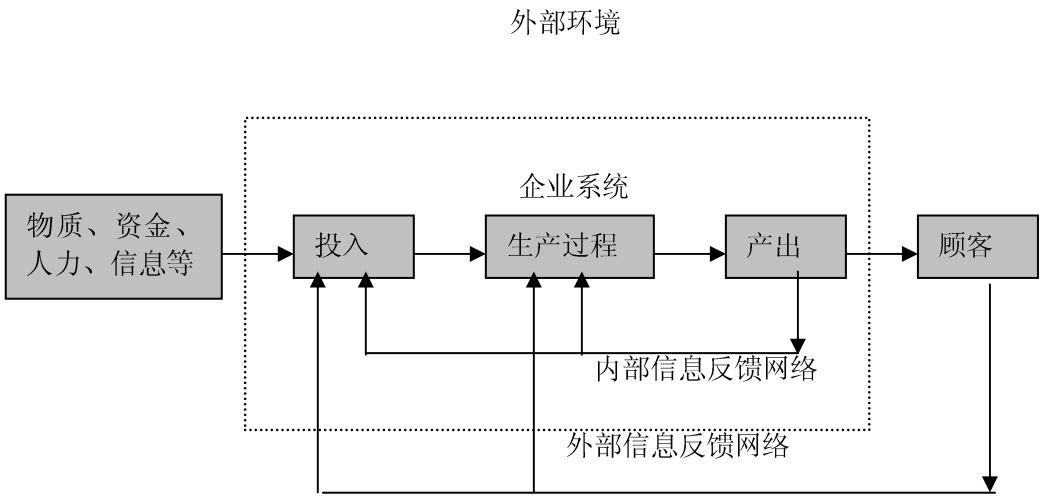 外部环境
企业系统
物质、资金、
人力、信息等
投入
生产过程
产出
顾客
内部信息反馈网络
外部信息反馈网络